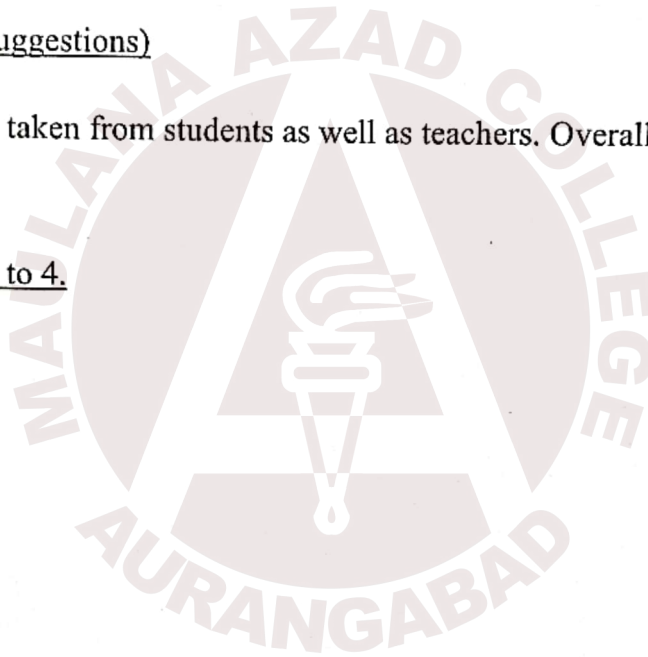 uggestions)
taken from students as well as teachers. Overall
to 4.
MAULANA AZAD COLLEGE
AURANGABAD